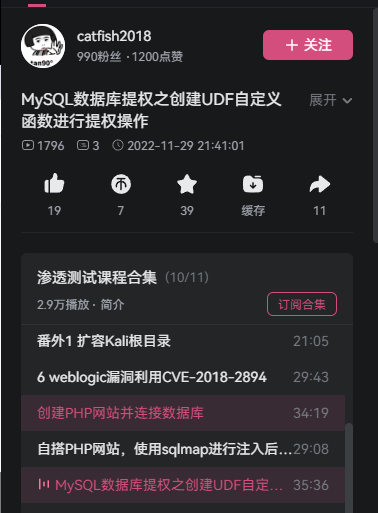 catfish2018
990粉丝 · 1200点赞
+ 关注
*tan90°
MySQL数据库提权之创建UDF自定义
函数进行提权操作
展开
1796 3 2022-11-29 21:41:01
19 7 39 缓存 11
渗透测试课程合集 (10/11)
2.9万播放 · 简介
订阅合集
番外1 扩容Kali根目录 21:05
6 weblogic漏洞利用CVE-2018-2894 29:43
创建PHP网站并连接数据库 34:19
自搭PHP网站，使用sqlmap进行注入后... 29:08
MySQL数据库提权之创建UDF自定... 35:36